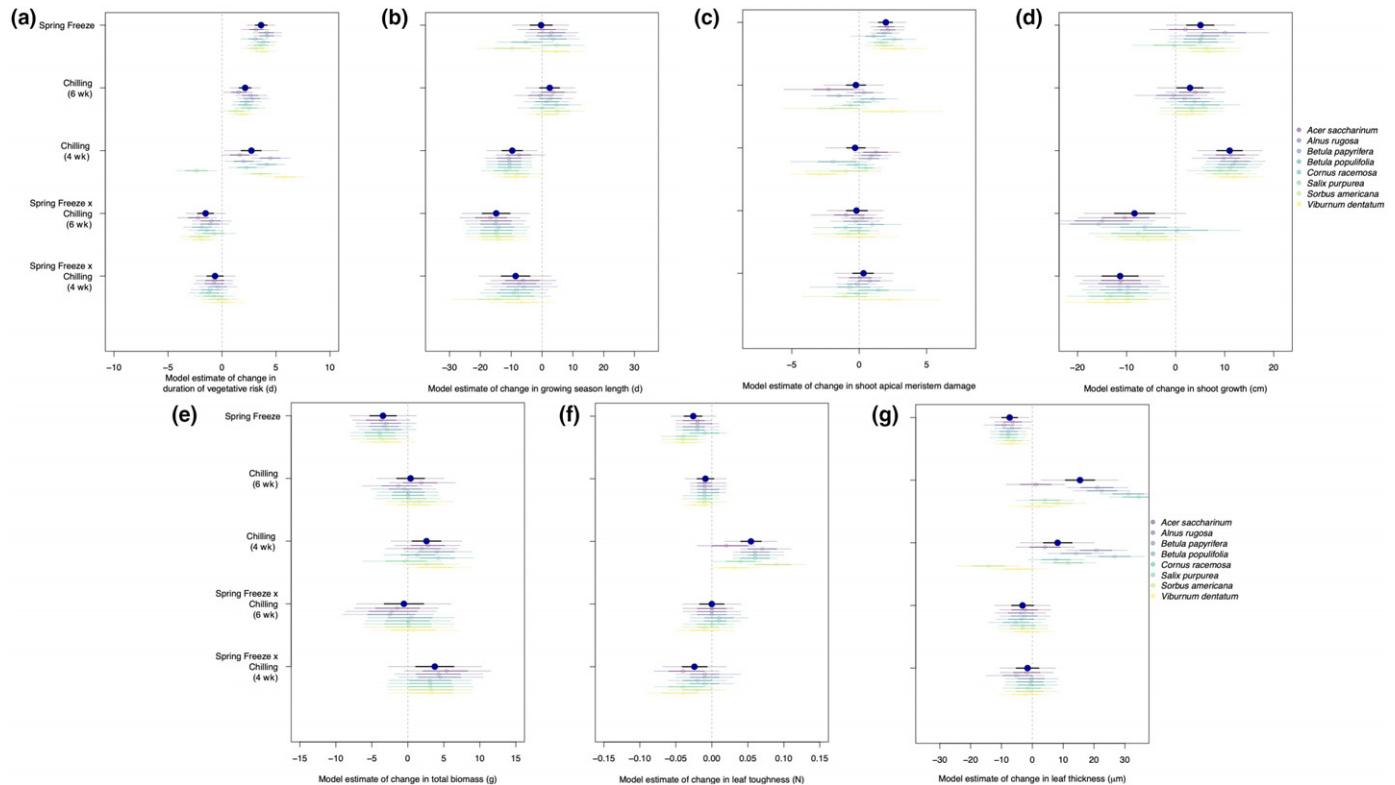 (a)
(b)
(c)
(d)
Spring Freeze
Chilling
(6 wk)
Chilling
(4 wk)
Spring Freeze x
Chilling
(6 wk)
Spring Freeze x
Chilling
(4 wk)
Acer saccharinum
Alnus rugosa
Betula papyrifera
Betula populifolia
Cornus racemosa
Salix purpurea
Sorbus americana
Viburnum dentatum
−10 −5 0 5 10
Model estimate of change in
duration of vegetative risk (d)
−30 −20 −10 0 10 20 30
Model estimate of change in growing season length (d)
−5 0 5
Model estimate of change in shoot apical meristem damage
−20 −10 0 10 20
Model estimate of change in shoot growth (cm)
(e)
(f)
(g)
Spring Freeze
Chilling
(6 wk)
Chilling
(4 wk)
Spring Freeze x
Chilling
(6 wk)
Spring Freeze x
Chilling
(4 wk)
Acer saccharinum
Alnus rugosa
Betula papyrifera
Betula populifolia
Cornus racemosa
Salix purpurea
Sorbus americana
Viburnum dentatum
−15 −10 −5 0 5 10 15
Model estimate of change in total biomass (g)
−0.15 −0.10 −0.05 0.00 0.05 0.10 0.15
Model estimate of change in leaf toughness (N)
−30 −20 −10 0 10 20 30
Model estimate of change in leaf thickness (μm)